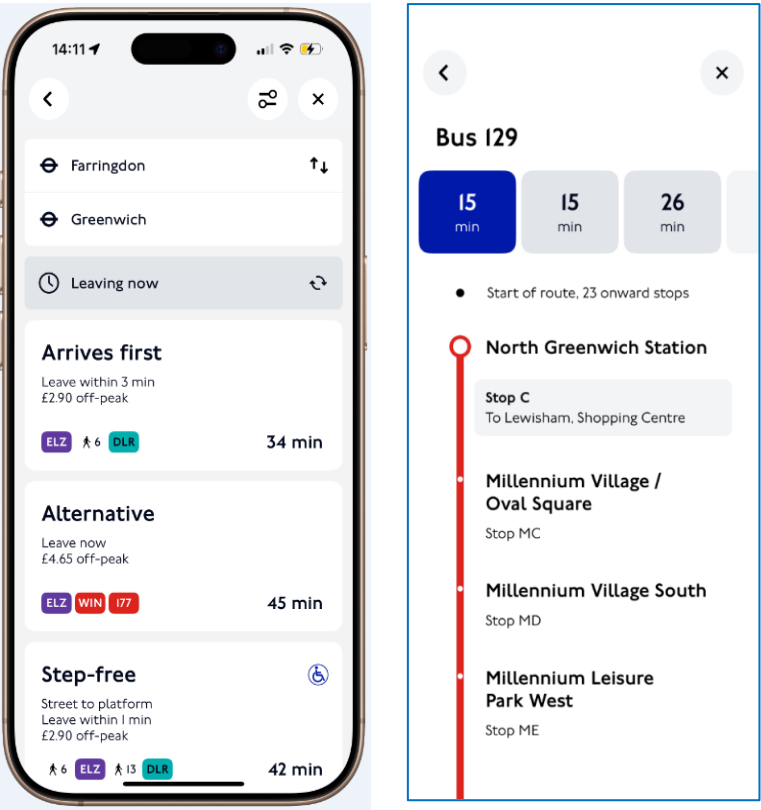 14:11
Farringdon
Greenwich
Leaving now
Arrives first
Leave within 3 min
£2.90 off-peak
ELZ 6 DLR 34 min
Alternative
Leave now
£4.65 off-peak
ELZ WIN 177 45 min
Step-free
Street to platform
Leave within 1 min
£2.90 off-peak
6 ELZ 13 DLR 42 min
Bus 129
15 15 26
min min min
Start of route, 23 onward stops
North Greenwich Station
Stop C
To Lewisham, Shopping Centre
Millennium Village /
Oval Square
Stop MC
Millennium Village South
Stop MD
Millennium Leisure
Park West
Stop ME